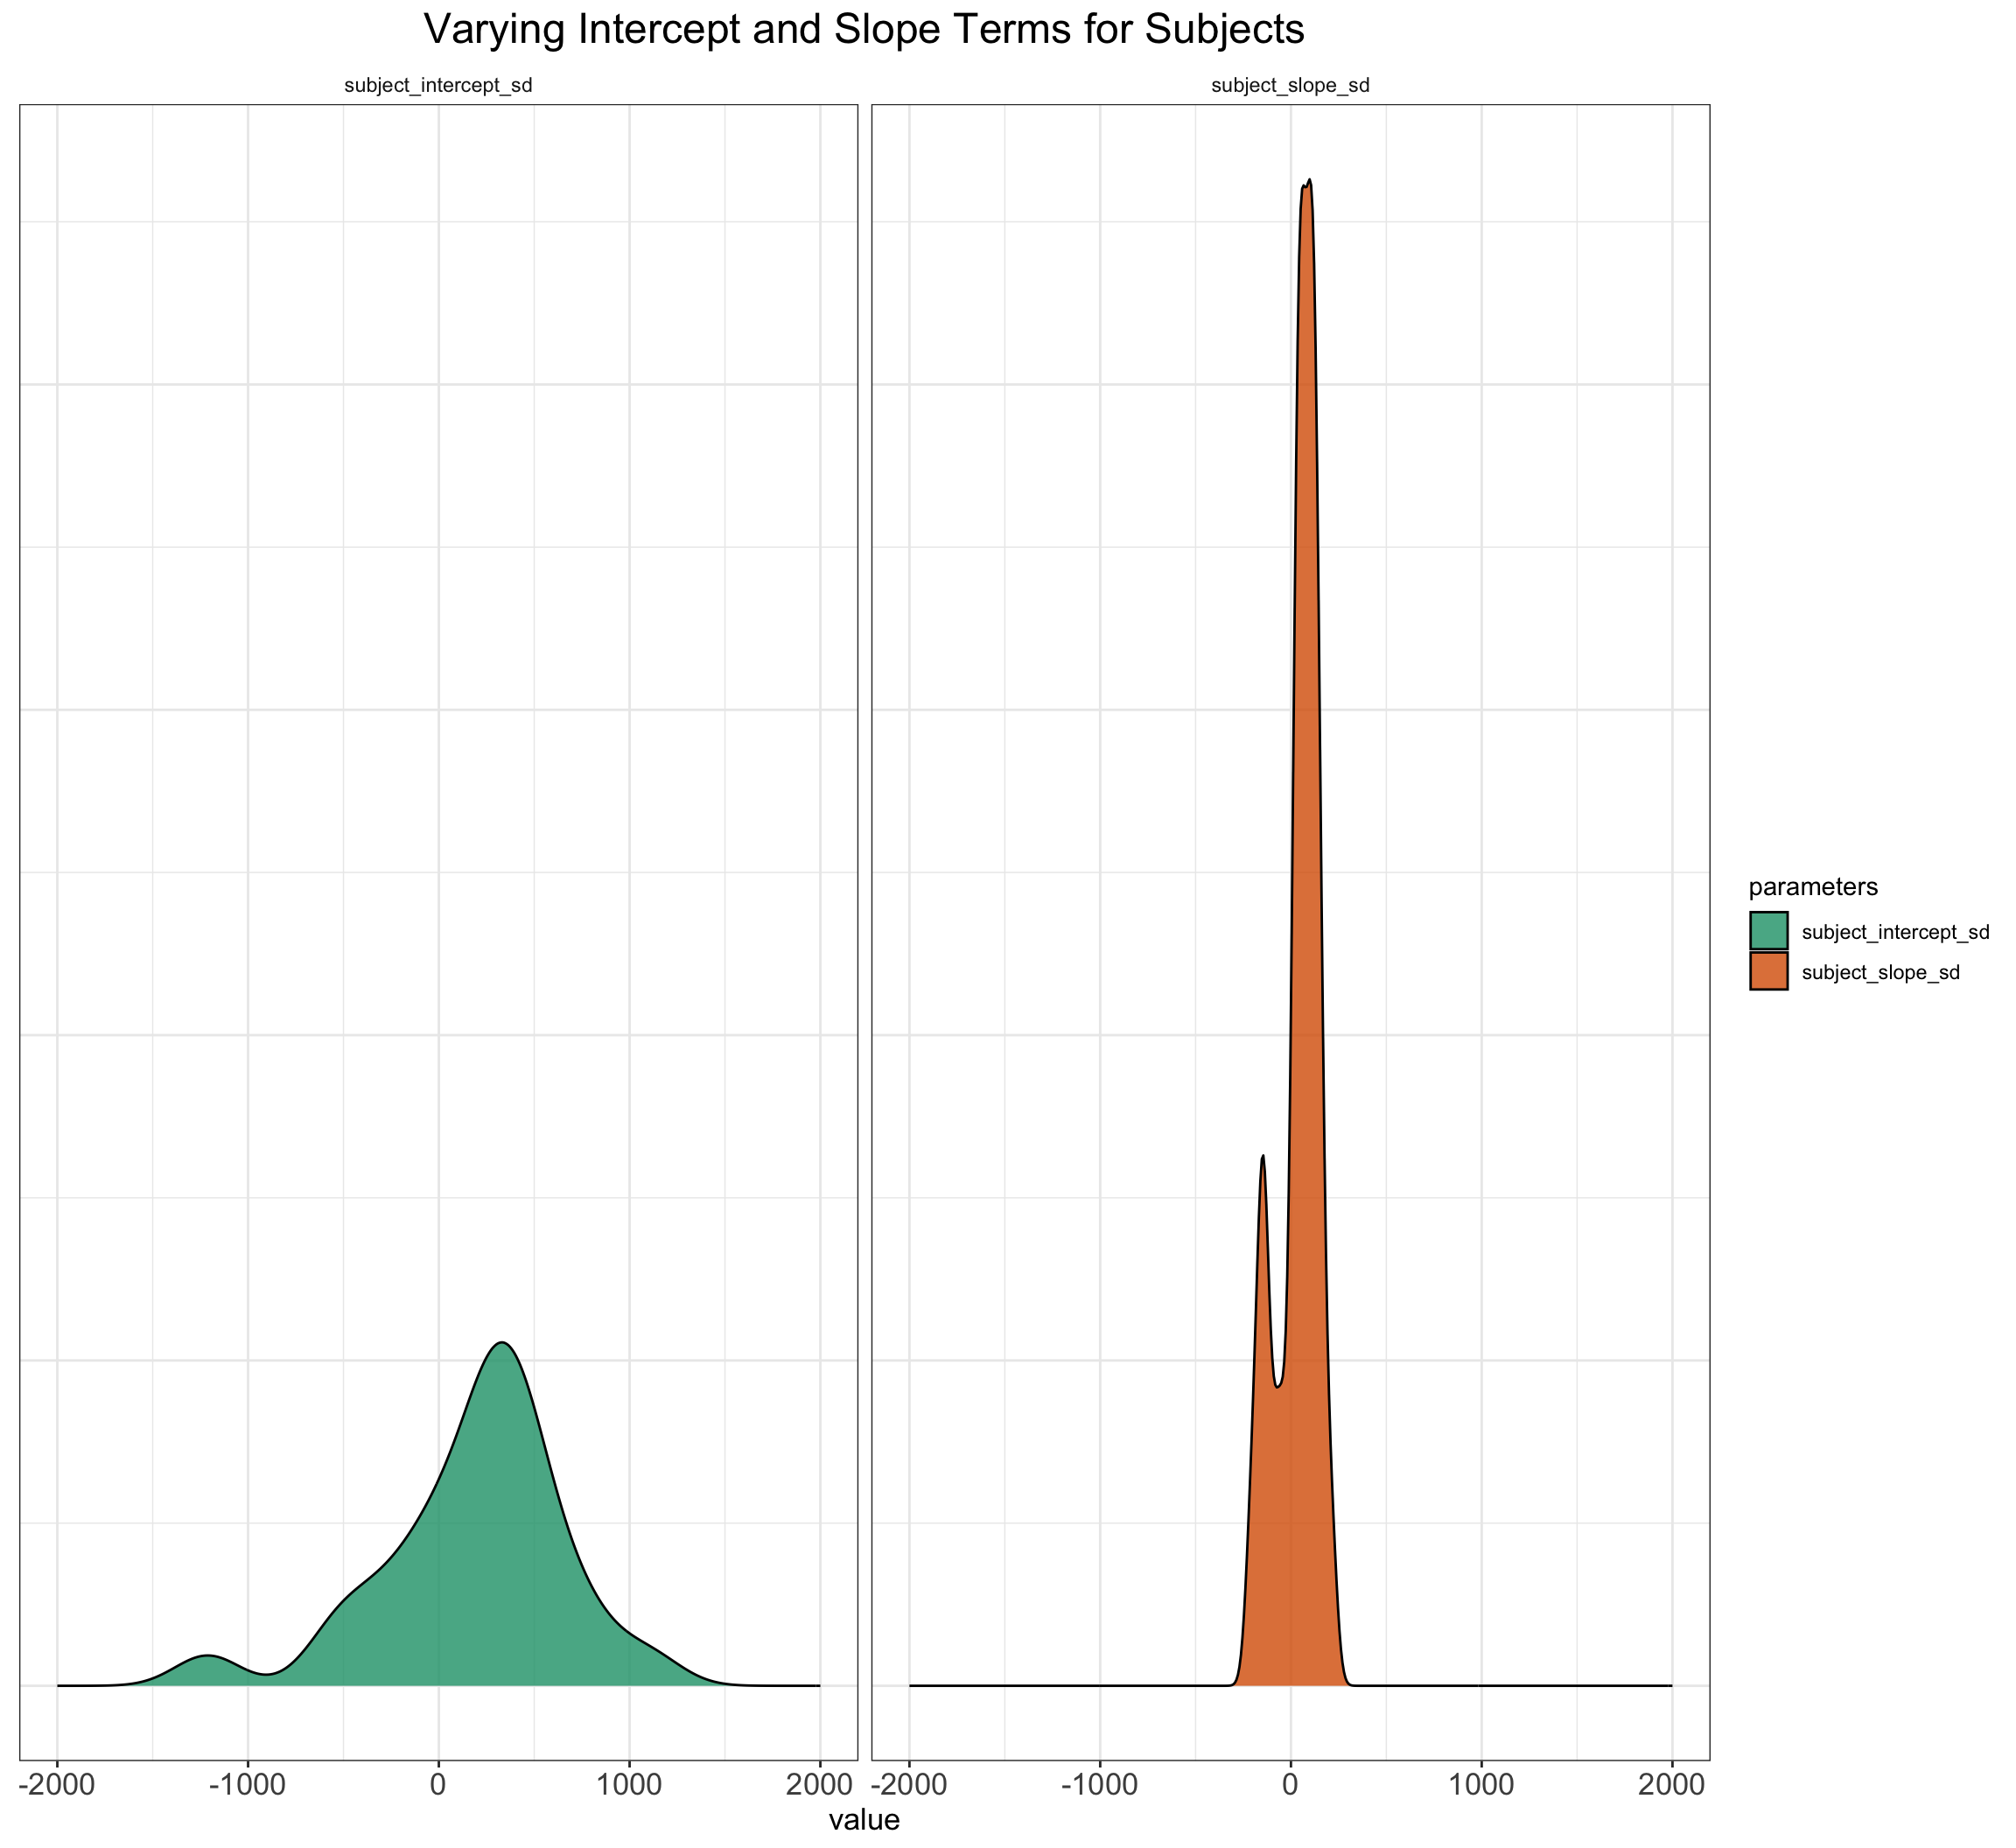 Varying Intercept and Slope Terms for Subjects
subject_intercept_sd
subject_slope_sd
-2000 -1000 0 1000 2000
-2000 -1000 0 1000 2000
value
parameters
subject_intercept_sd
subject_slope_sd